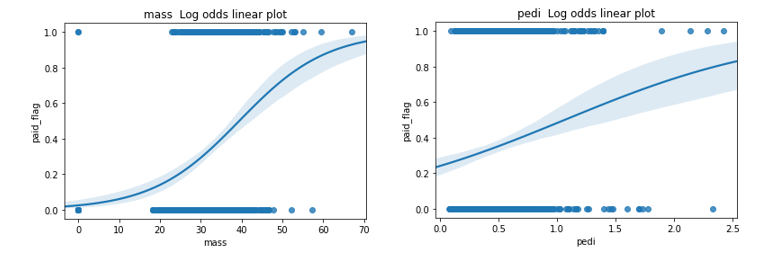 mass  Log odds linear plot
1.0
0.8
0.6
0.4
0.2
0.0
paid_flag
0 10 20 30 40 50 60 70
mass
pedi  Log odds linear plot
1.0
0.8
0.6
0.4
0.2
0.0
paid_flag
0.0 0.5 1.0 1.5 2.0 2.5
pedi